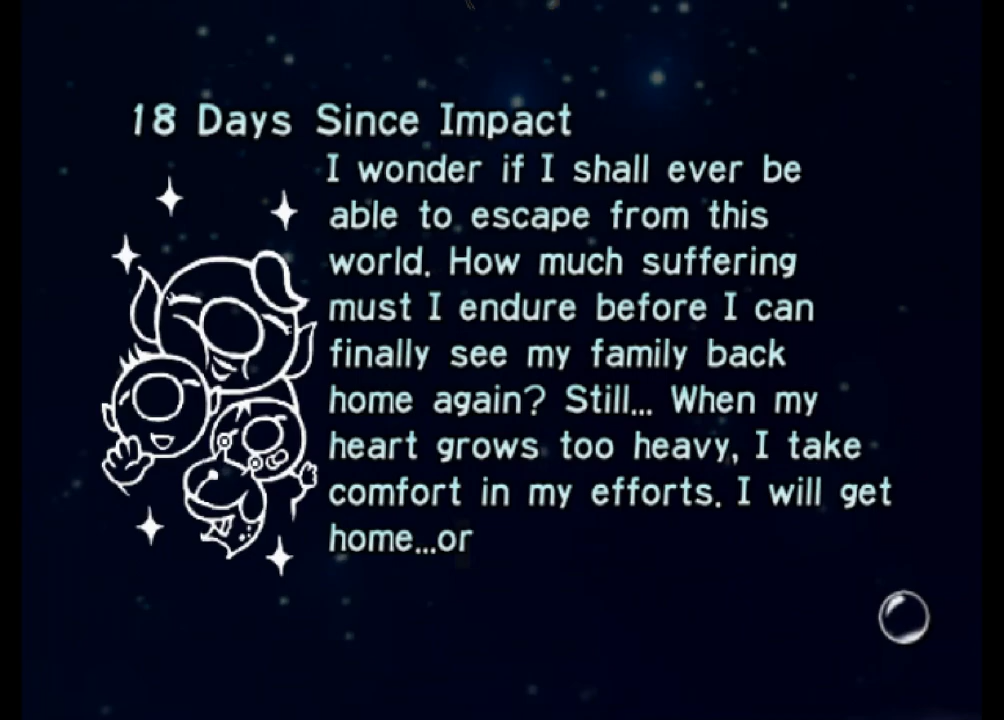 18 Days Since Impact
I wonder if I shall ever be
able to escape from this
world. How much suffering
must I endure before I can
finally see my family back
home again? Still... When my
heart grows too heavy, I take
comfort in my efforts. I will get
home...or